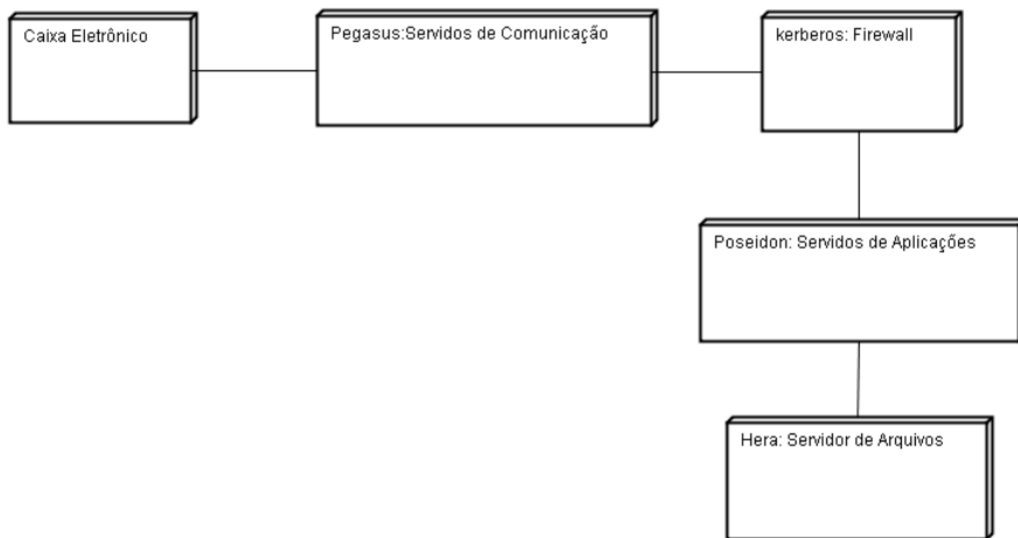 Caixa Eletrônico
Pegasus:Servidos de Comunicação
kerberos: Firewall
Poseidon: Servidos de Aplicações
Hera: Servidor de Arquivos